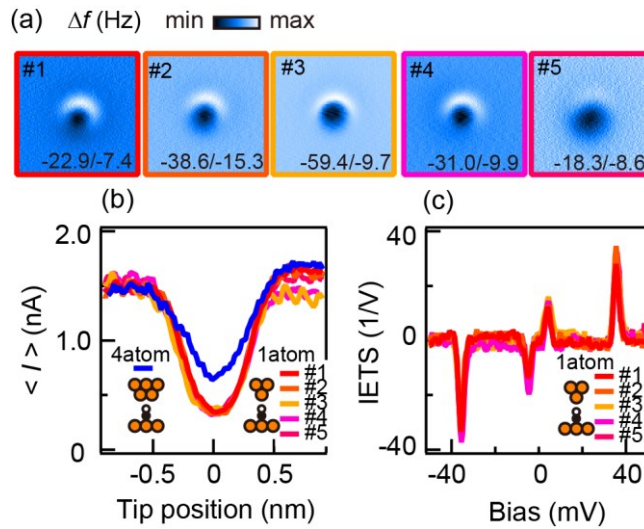 (a) Δf (Hz) min max
#1 #2 #3 #4 #5
-22.9/-7.4 -38.6/-15.3 -59.4/-9.7 -31.0/-9.9 -18.3/-8.6
(b) (c)
2.0
1.0
0
< I > (nA)
4atom 1atom
#1
#2
#3
#4
#5
-0.5 0 0.5
Tip position (nm)
40
0
-40
IETS (1/V)
1atom
#1
#2
#3
#4
#5
-40 0 40
Bias (mV)